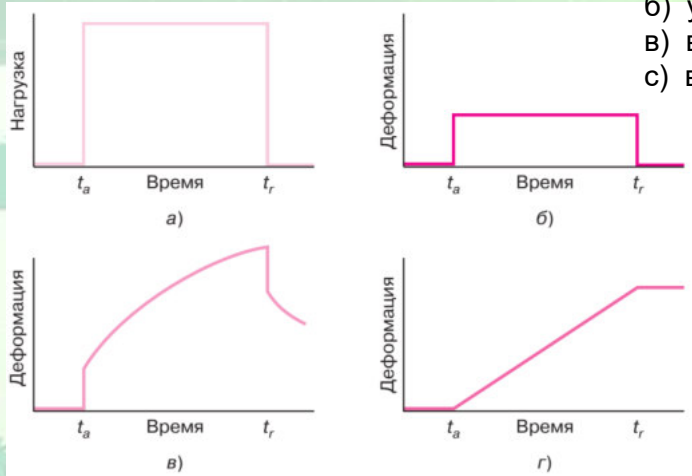 б)
в)
с)
Нагрузка
t_a Время t_r
а)
Деформация
t_a Время t_r
б)
Деформация
t_a Время t_r
в)
Деформация
t_a Время t_r
г)